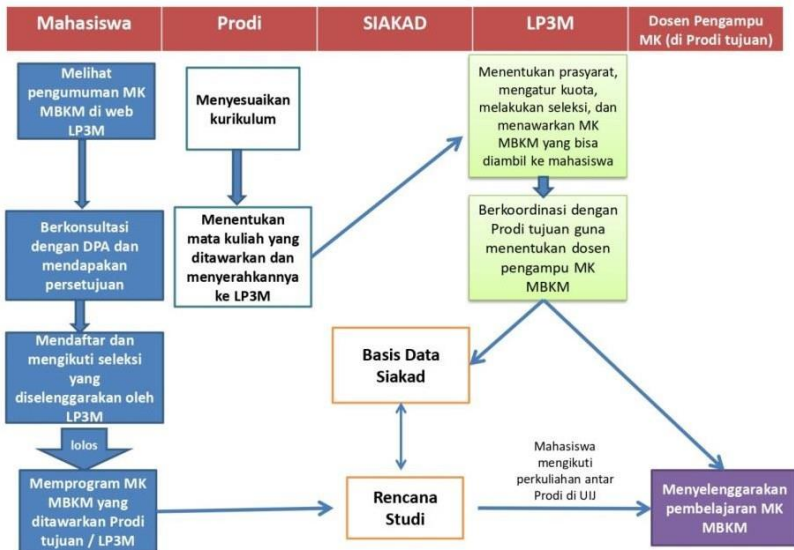 Mahasiswa
Prodi
SIAKAD
LP3M
Dosen Pengampu
MK (di Prodi tujuan)
Melihat
pengumuman MK
MBKM di web
LP3M
Berkonsultasi
dengan DPA dan
mendapakan
persetujuan
Mendaftar dan
mengikuti seleksi
yang
diselenggarakan oleh
LP3M
lolos
Memprogram MK
MBKM yang
ditawarkan Prodi
tujuan / LP3M
Menyesuaikan
kurikulum
Menentukan
mata kuliah yang
ditawarkan dan
menyerahkannya
ke LP3M
Basis Data
Siakad
Rencana
Studi
Menentukan prasyarat,
mengatur kuota,
melakukan seleksi, dan
menawarkan MK
MBKM yang bisa
diambil ke mahasiswa
Berkoordinasi dengan
Prodi tujuan guna
menentukan dosen
pengampu MK
MBKM
Mahasiswa
mengikuti
perkuliahan antar
Prodi di UIJ
Menyelenggarakan
pembelajaran MK
MBKM